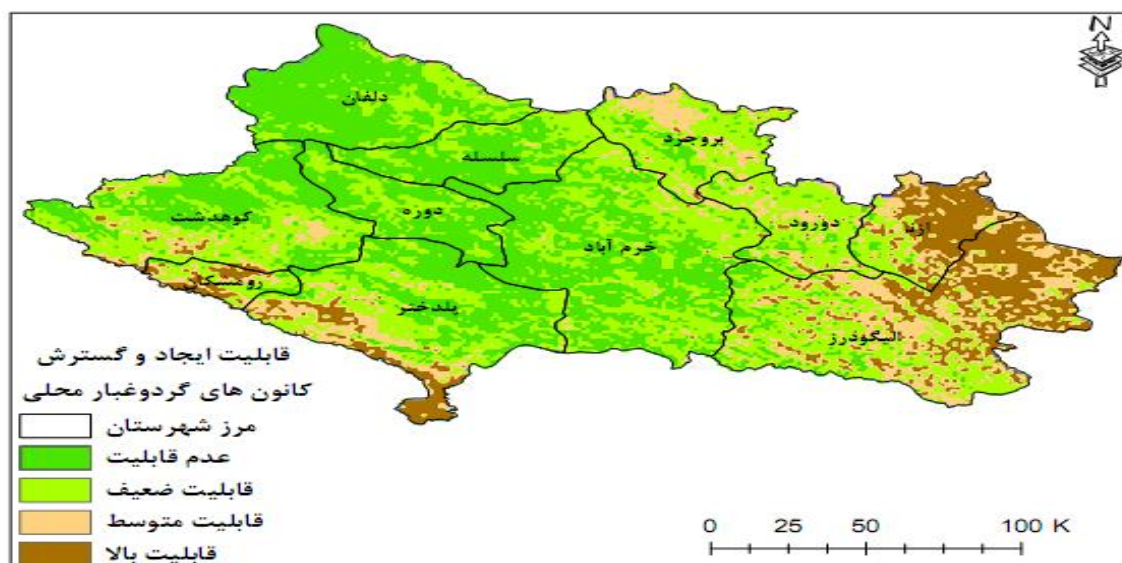 N
دلفان
بروجرد
سلسله
دوره
کوهدشت
دورود
ازنا
خرم آباد
رومشکان
پلدختر
الیگودرز
قابلیت ایجاد و گسترش
کانون های گردوغبار محلی
مرز شهرستان
عدم قابلیت
قابلیت ضعیف
قابلیت متوسط
قابلیت بالا
0 25 50 100 K